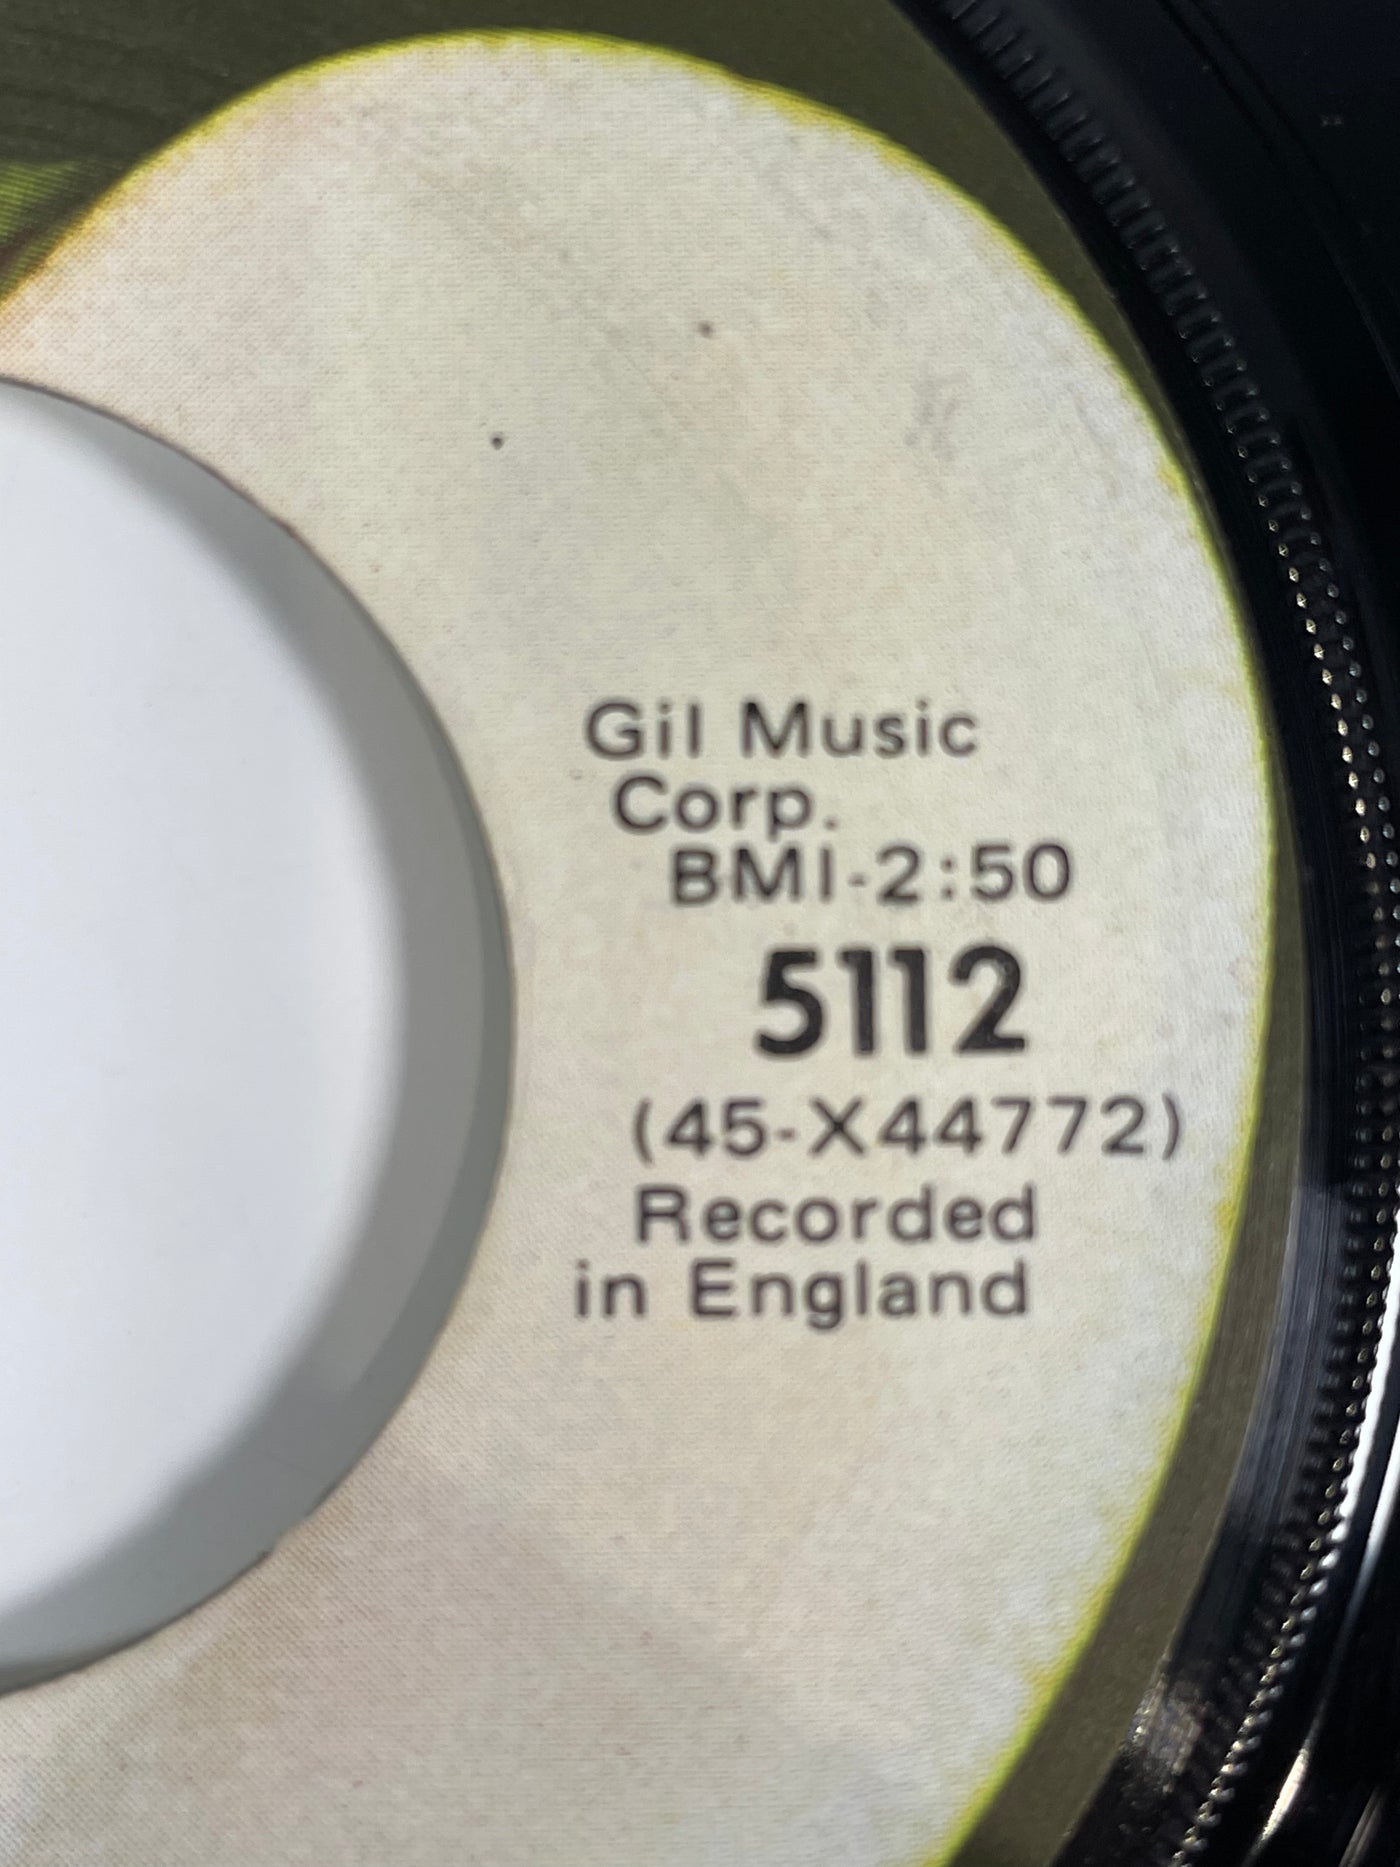 Gil Music
Corp.
BMI-2:50
5112
(45-X44772)
Recorded
in England